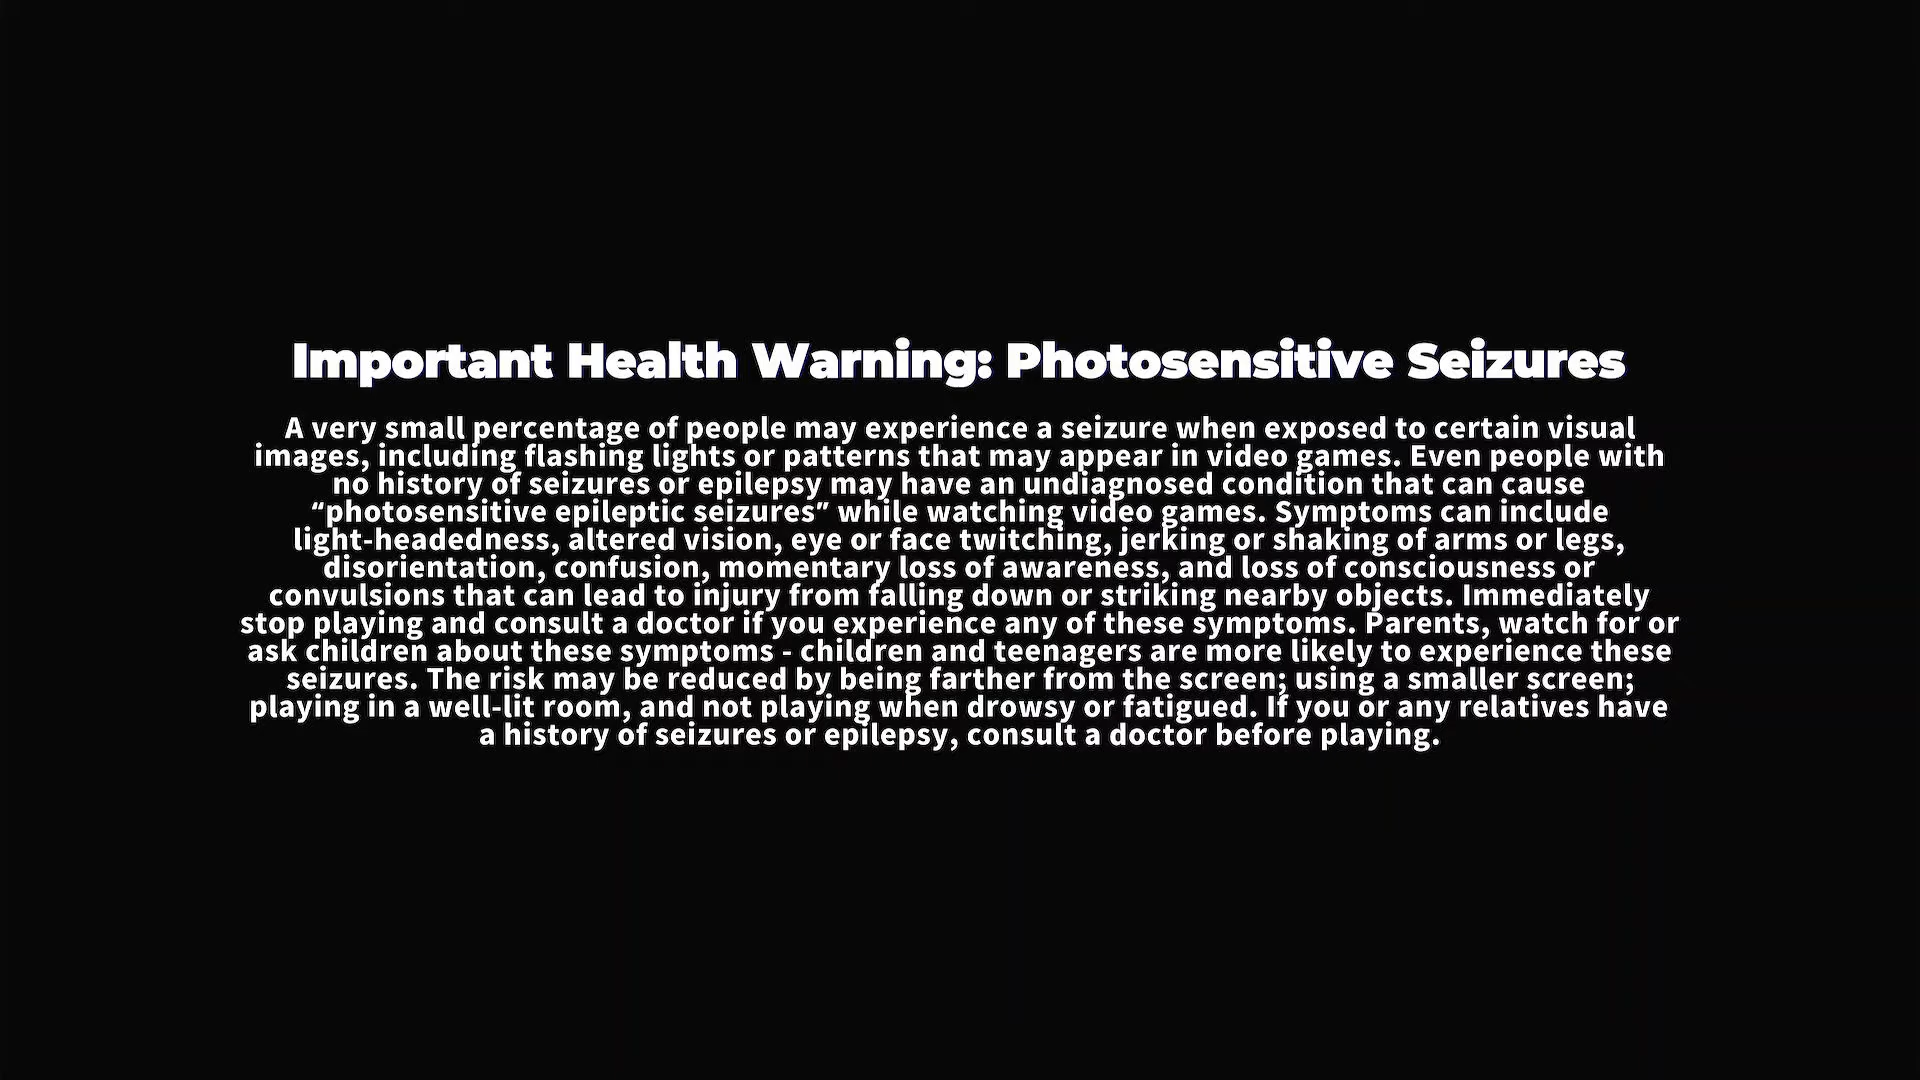 Important Health Warning: Photosensitive Seizures
A very small percentage of people may experience a seizure when exposed to certain visual
images, including flashing lights or patterns that may appear in video games. Even people with
no history of seizures or epilepsy may have an undiagnosed condition that can cause
“photosensitive epileptic seizures” while watching video games. Symptoms can include
light-headedness, altered vision, eye or face twitching, jerking or shaking of arms or legs,
disorientation, confusion, momentary loss of awareness, and loss of consciousness or
convulsions that can lead to injury from falling down or striking nearby objects. Immediately
stop playing and consult a doctor if you experience any of these symptoms. Parents, watch for or
ask children about these symptoms - children and teenagers are more likely to experience these
seizures. The risk may be reduced by being farther from the screen; using a smaller screen;
playing in a well-lit room, and not playing when drowsy or fatigued. If you or any relatives have
a history of seizures or epilepsy, consult a doctor before playing.